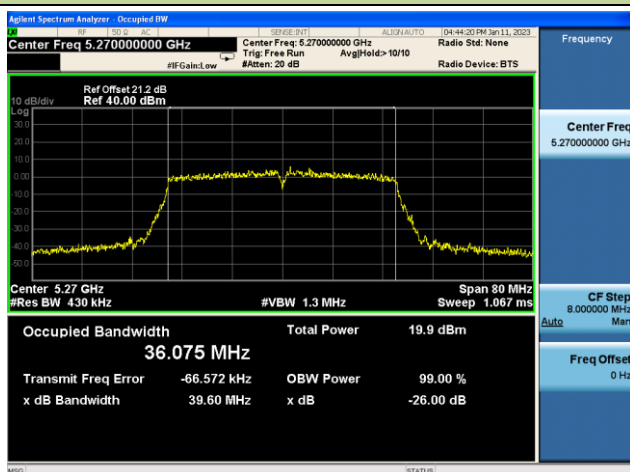 Agilent Spectrum Analyzer - Occupied BW
RF 50 Ω AC SENSE:INT ALIGN AUTO 04:44:20 PM Jan 11, 2023
Center Freq 5.270000000 GHz Center Freq: 5.270000000 GHz Radio Std: None
Trig: Free Run Avg|Hold:> 10/10
#IFGain:Low #Atten: 20 dB Radio Device: BTS
Ref Offset 21.2 dB
10 dB/div Ref 40.00 dBm
Log
30.0
20.0
10.0
0.00
-10.0
-20.0
-30.0
-40.0
-50.0
Center 5.27 GHz Span 80 MHz
#Res BW 430 kHz #VBW 1.3 MHz Sweep 1.067 ms
Occupied Bandwidth Total Power 19.9 dBm
36.075 MHz
Transmit Freq Error -66.572 kHz OBW Power 99.00 %
x dB Bandwidth 39.60 MHz x dB -26.00 dB
MSG STATUS
Frequency
Center Freq
5.270000000 GHz
CF Step
8.000000 MHz
Auto Man
Freq Offset
0 Hz